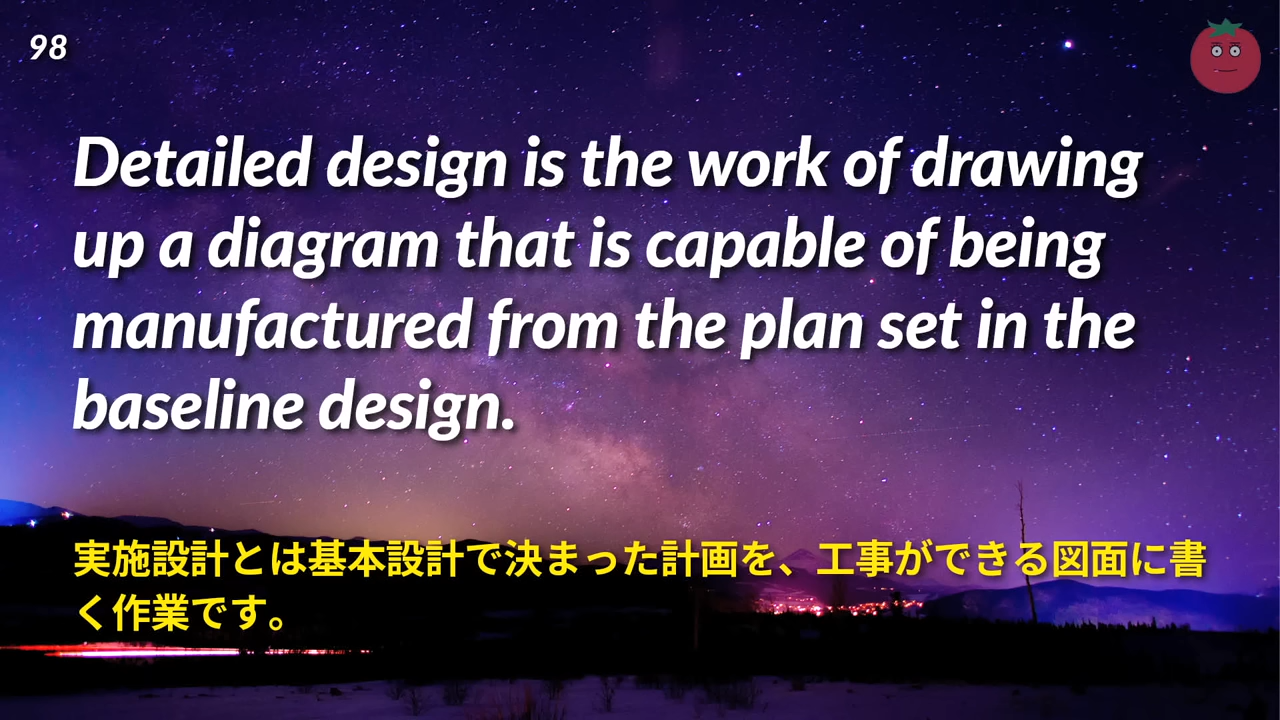 98
Detailed design is the work of drawing
up a diagram that is capable of being
manufactured from the plan set in the
baseline design.
実施設計とは基本設計で決まった計画を、工事ができる図面に書
く作業です。